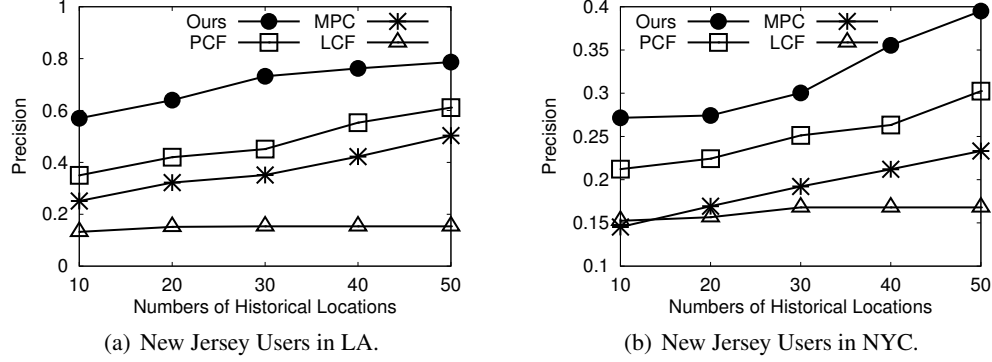 Ours MPC
PCF LCF
Precision
1
0.8
0.6
0.4
0.2
0
10 20 30 40 50
Numbers of Historical Locations
(a) New Jersey Users in LA.
Ours MPC
PCF LCF
Precision
0.4
0.35
0.3
0.25
0.2
0.15
0.1
10 20 30 40 50
Numbers of Historical Locations
(b) New Jersey Users in NYC.